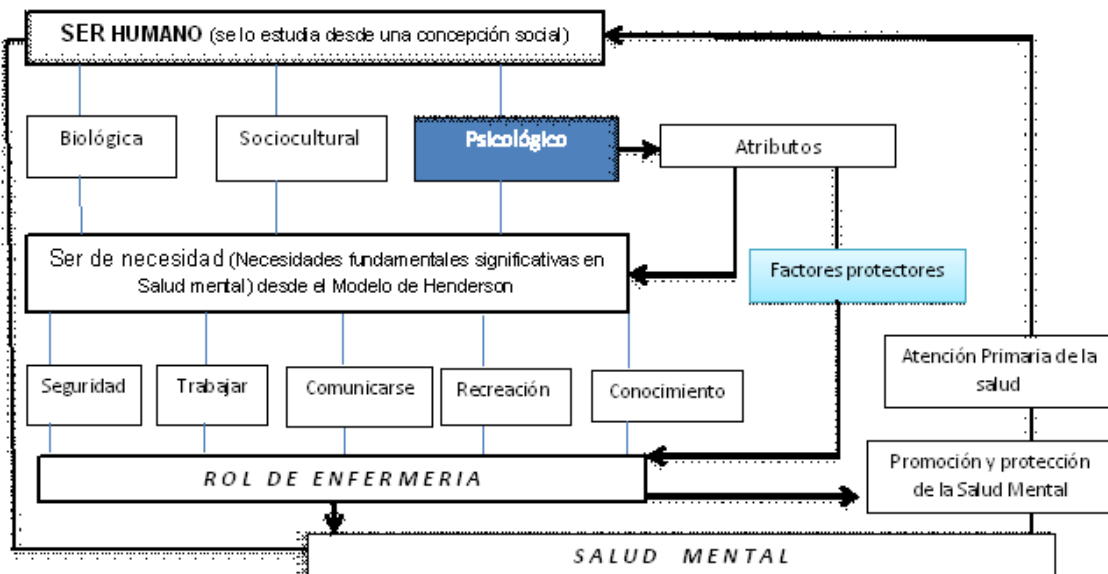 SER HUMANO (se lo estudia desde una concepción social)
Biológica
Sociocultural
Psicológico
Atributos
Ser de necesidad (Necesidades fundamentales significativas en
Salud mental) desde el Modelo de Henderson
Factores protectores
Seguridad
Trabajar
Comunicarse
Recreación
Conocimiento
Atención Primaria de la
salud
ROL DE ENFERMERIA
Promoción y protección
de la Salud Mental
SALUD MENTAL